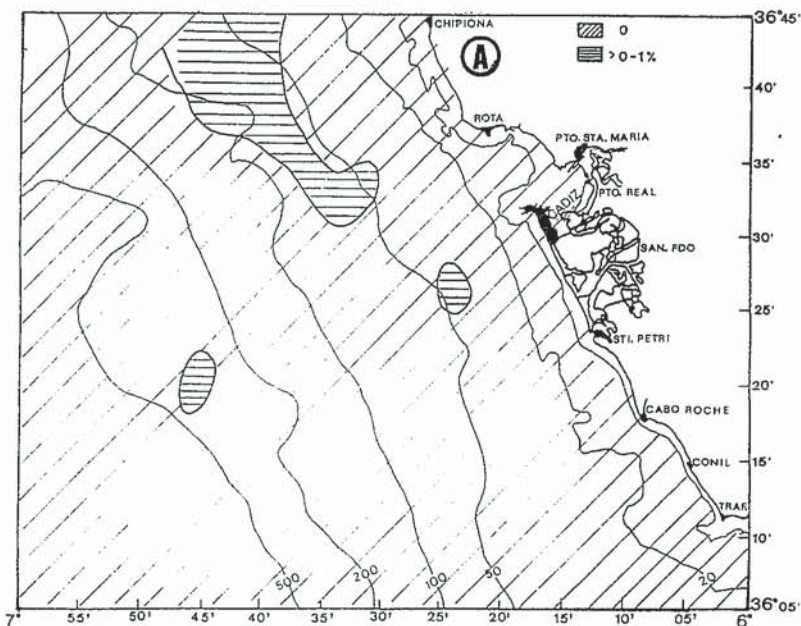 36°45'
CHIPIONA
A
0
>0-1%
40'
ROTA
PTO. STA. MARIA
35'
PTO. REAL
CADIZ
30'
SAN. FDO
25'
STI. PETRI
20'
CABO ROCHE
CONIL
15'
TRAF
10'
500
200
100
50
20
36°05'
7°
55'
50'
45'
40'
35'
30'
25'
20'
15'
10'
05'
6°